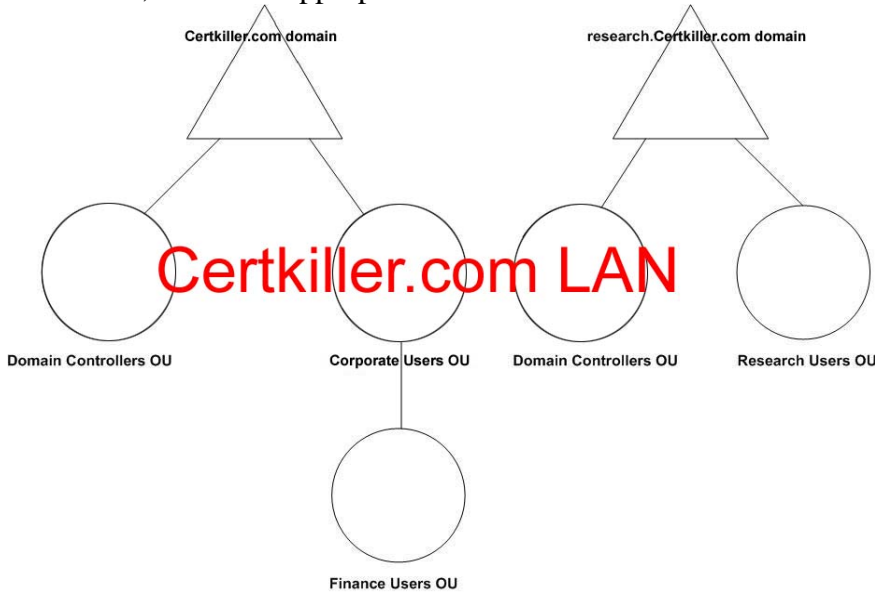 Certkiller.com domain
research.Certkiller.com domain
Certkiller.com LAN
Domain Controllers OU
Corporate Users OU
Domain Controllers OU
Research Users OU
Finance Users OU